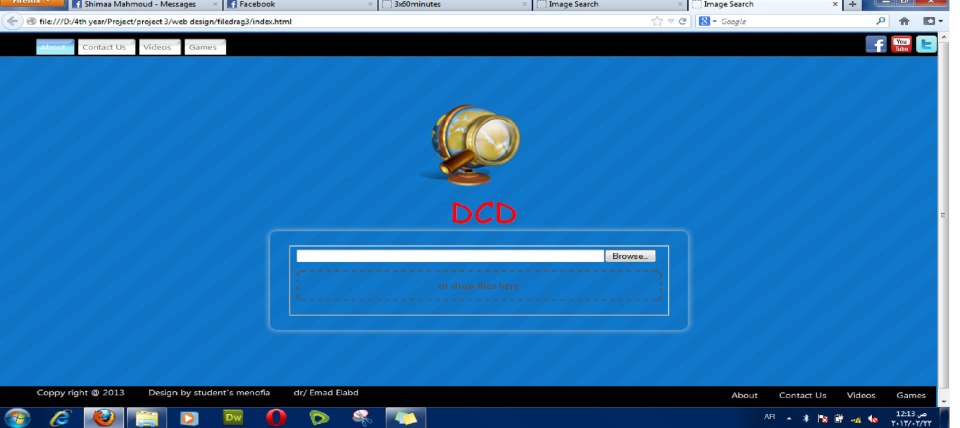 Firefox
Shimaa Mahmoud - Messages
Facebook
3x60minutes
Image Search
Image Search
file:///D:/4th year/Project/project 3/web design/filedrag3/index.html
Google
About
Contact Us
Videos
Games
You
Tube
DCD
Browse...
or drop files here
Coppy right @ 2013
Design by student's menofia
dr/ Emad Elabd
About
Contact Us
Videos
Games
Dw
AR
12:13 ص
٢٠١٣/٠٢/٢٢